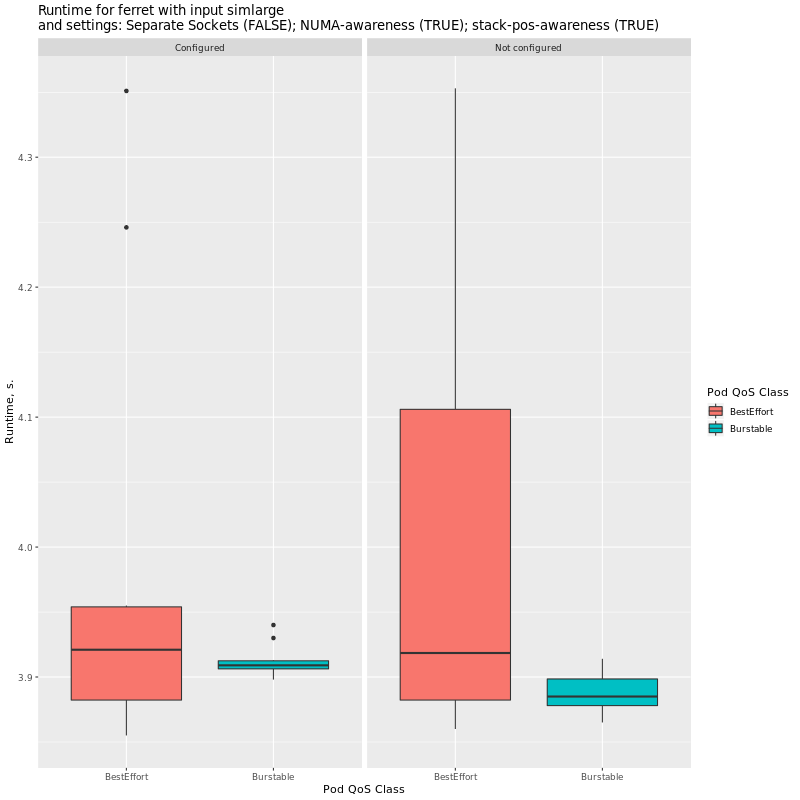 Runtime for ferret with input simlarge
and settings: Separate Sockets (FALSE); NUMA-awareness (TRUE); stack-pos-awareness (TRUE)
Configured
Not configured
4.3
4.2
4.1
4.0
3.9
Runtime, s.
BestEffort
Burstable
BestEffort
Burstable
Pod QoS Class
Pod QoS Class
BestEffort
Burstable